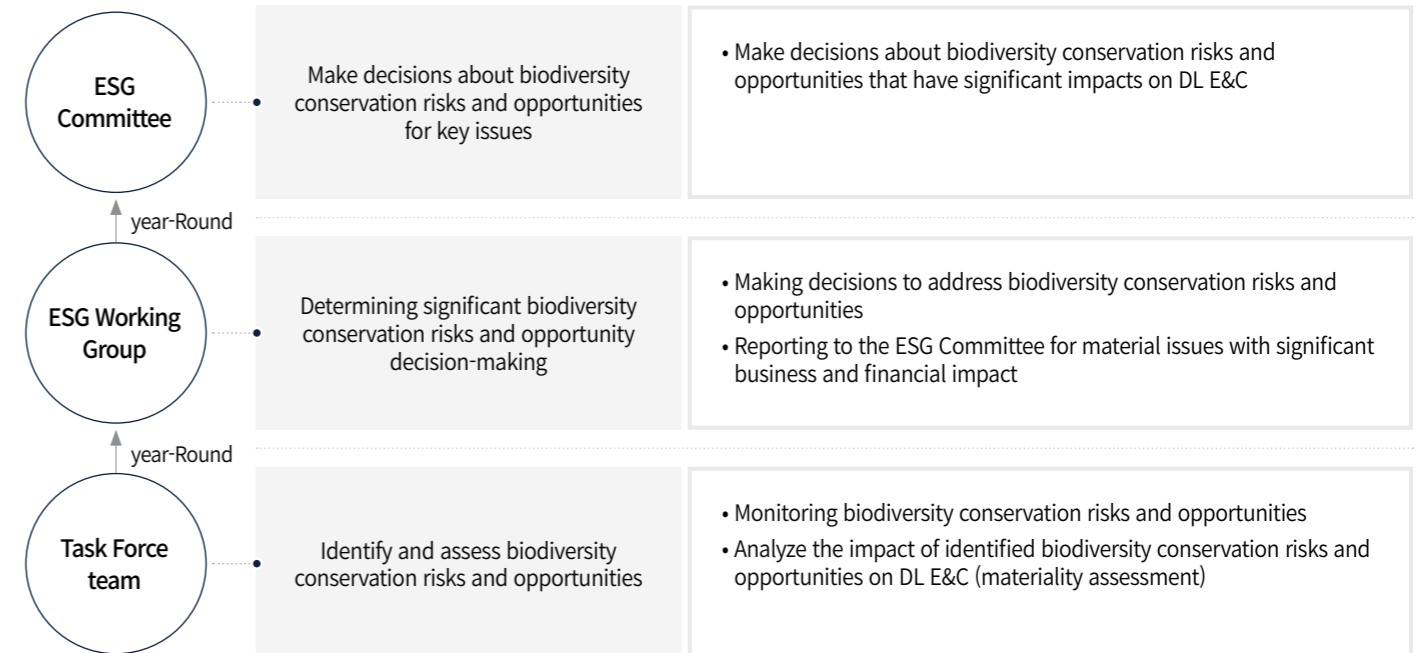 ESG
Committee
Make decisions about biodiversity
conservation risks and opportunities
for key issues
• Make decisions about biodiversity conservation risks and
opportunities that have significant impacts on DL E&C
year-Round
ESG Working
Group
Determining significant biodiversity
conservation risks and opportunity
decision-making
• Making decisions to address biodiversity conservation risks and
opportunities
• Reporting to the ESG Committee for material issues with significant
business and financial impact
year-Round
Task Force
team
Identify and assess biodiversity
conservation risks and opportunities
• Monitoring biodiversity conservation risks and opportunities
• Analyze the impact of identified biodiversity conservation risks and
opportunities on DL E&C (materiality assessment)